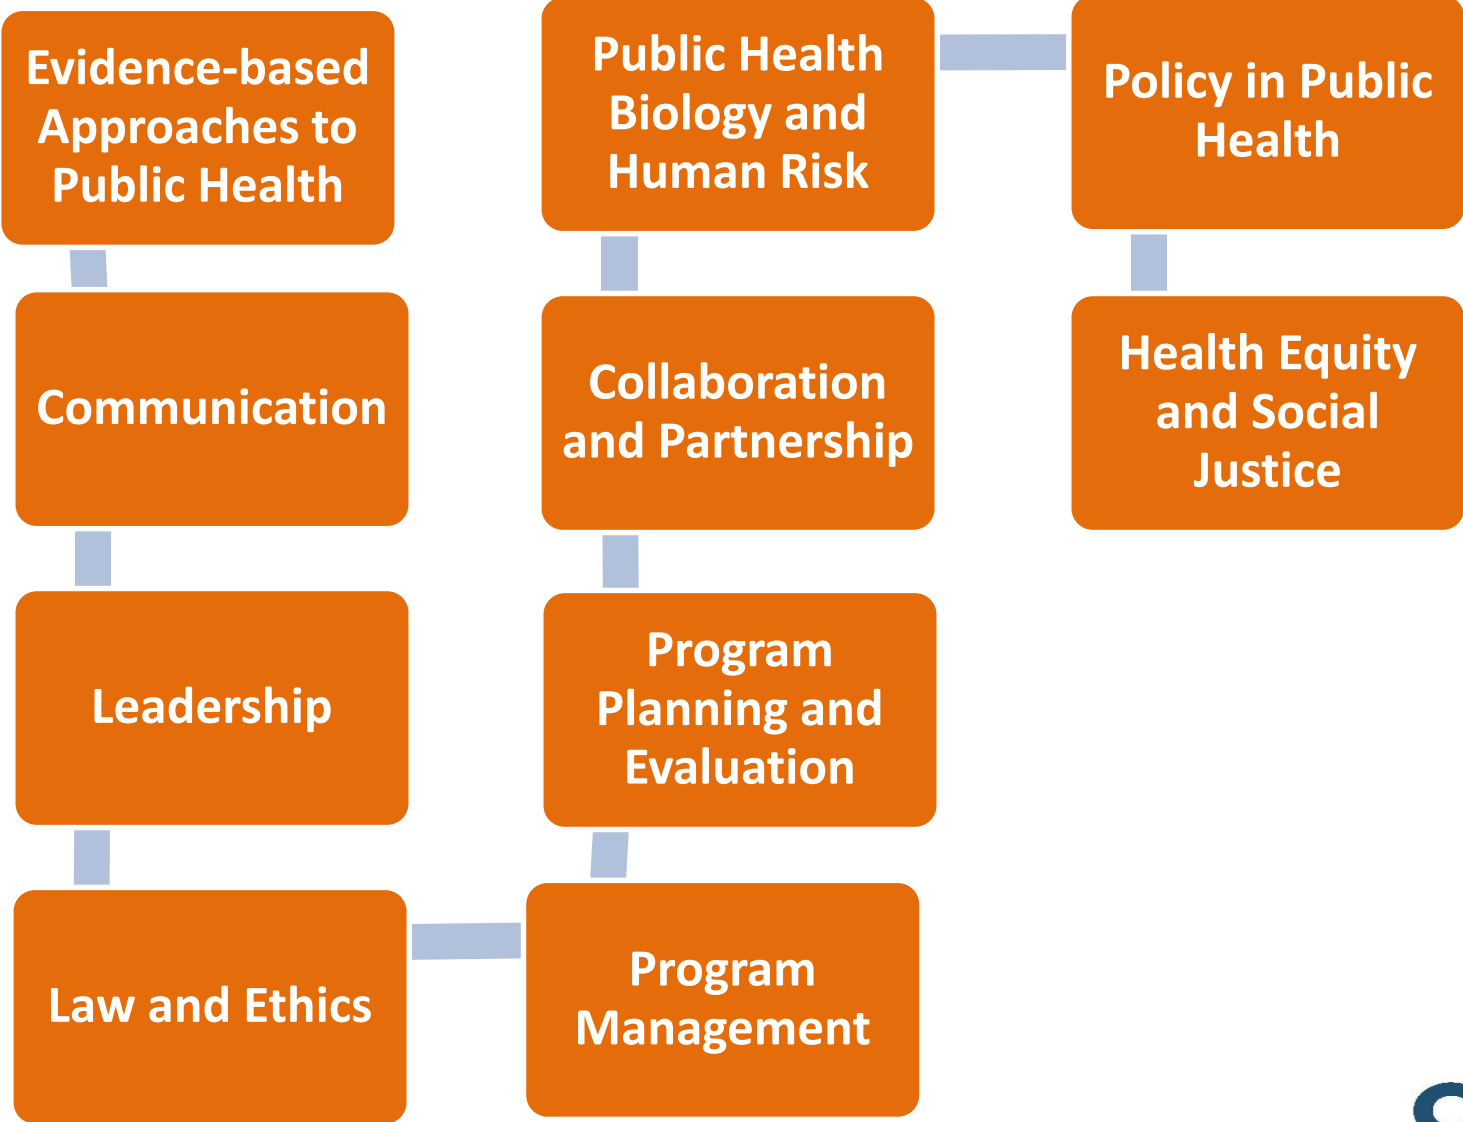 Evidence-based
Approaches to
Public Health
Communication
Leadership
Law and Ethics
Program
Management
Program
Planning and
Evaluation
Collaboration
and Partnership
Public Health
Biology and
Human Risk
Policy in Public
Health
Health Equity
and Social
Justice